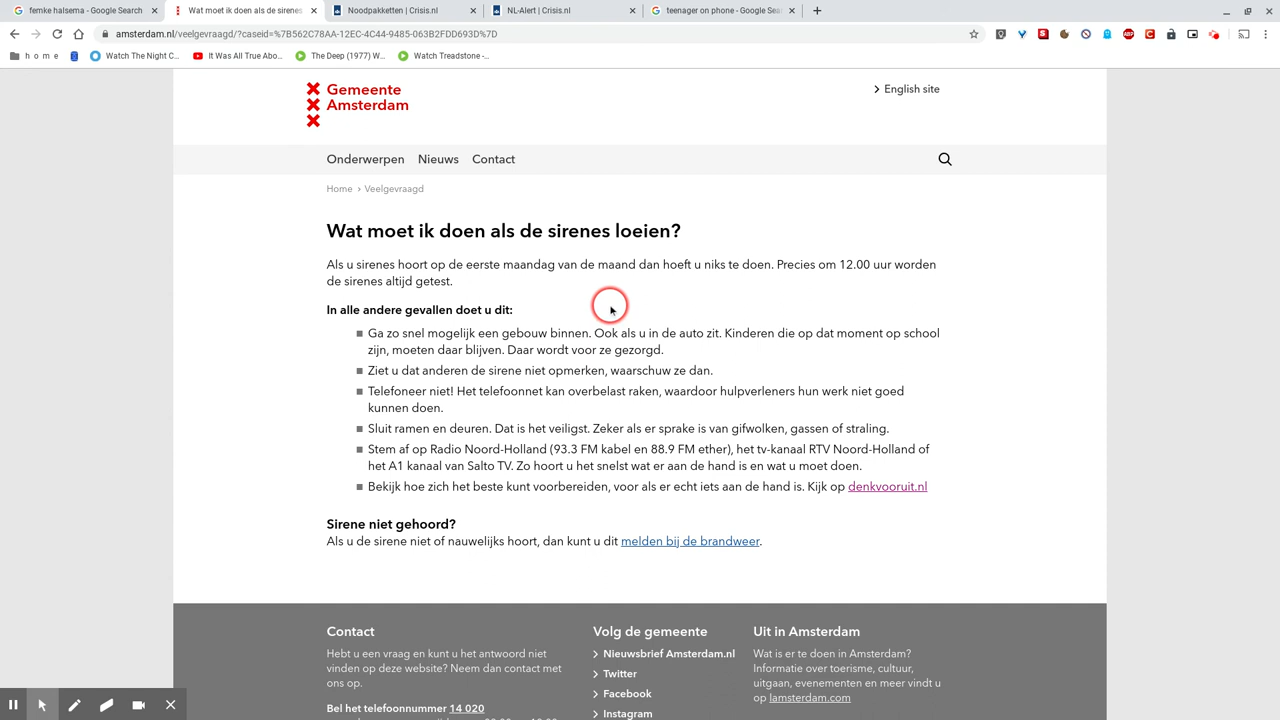 femke halsema - Google Search
Wat moet ik doen als de sirenes
Noodpakketten | Crisis.nl
NL-Alert | Crisis.nl
teenager on phone - Google Sea
amsterdam.nl/veelgevraagd/?caseid=%7B562C78AA-12EC-4C44-9485-063B2FDD693D%7D
h o m e
Watch The Night C...
It Was All True Abo...
The Deep (1977) W...
Watch Treadstone -...
Gemeente
Amsterdam
English site
Onderwerpen Nieuws Contact
Home › Veelgevraagd
Wat moet ik doen als de sirenes loeien?
Als u sirenes hoort op de eerste maandag van de maand dan hoeft u niks te doen. Precies om 12.00 uur worden
de sirenes altijd getest.
In alle andere gevallen doet u dit:
Ga zo snel mogelijk een gebouw binnen. Ook als u in de auto zit. Kinderen die op dat moment op school
zijn, moeten daar blijven. Daar wordt voor ze gezorgd.
Ziet u dat anderen de sirene niet opmerken, waarschuw ze dan.
Telefoneer niet! Het telefoonnet kan overbelast raken, waardoor hulpverleners hun werk niet goed
kunnen doen.
Sluit ramen en deuren. Dat is het veiligst. Zeker als er sprake is van gifwolken, gassen of straling.
Stem af op Radio Noord-Holland (93.3 FM kabel en 88.9 FM ether), het tv-kanaal RTV Noord-Holland of
het A1 kanaal van Salto TV. Zo hoort u het snelst wat er aan de hand is en wat u moet doen.
Bekijk hoe zich het beste kunt voorbereiden, voor als er echt iets aan de hand is. Kijk op denkvooruit.nl
Sirene niet gehoord?
Als u de sirene niet of nauwelijks hoort, dan kunt u dit melden bij de brandweer.
Contact
Hebt u een vraag en kunt u het antwoord niet
vinden op deze website? Neem dan contact met
ons op.
Bel het telefoonnummer 14 020
Volg de gemeente
Nieuwsbrief Amsterdam.nl
Twitter
Facebook
Instagram
Uit in Amsterdam
Wat is er te doen in Amsterdam?
Informatie over toerisme, cultuur,
uitgaan, evenementen en meer vindt u
op Iamsterdam.com